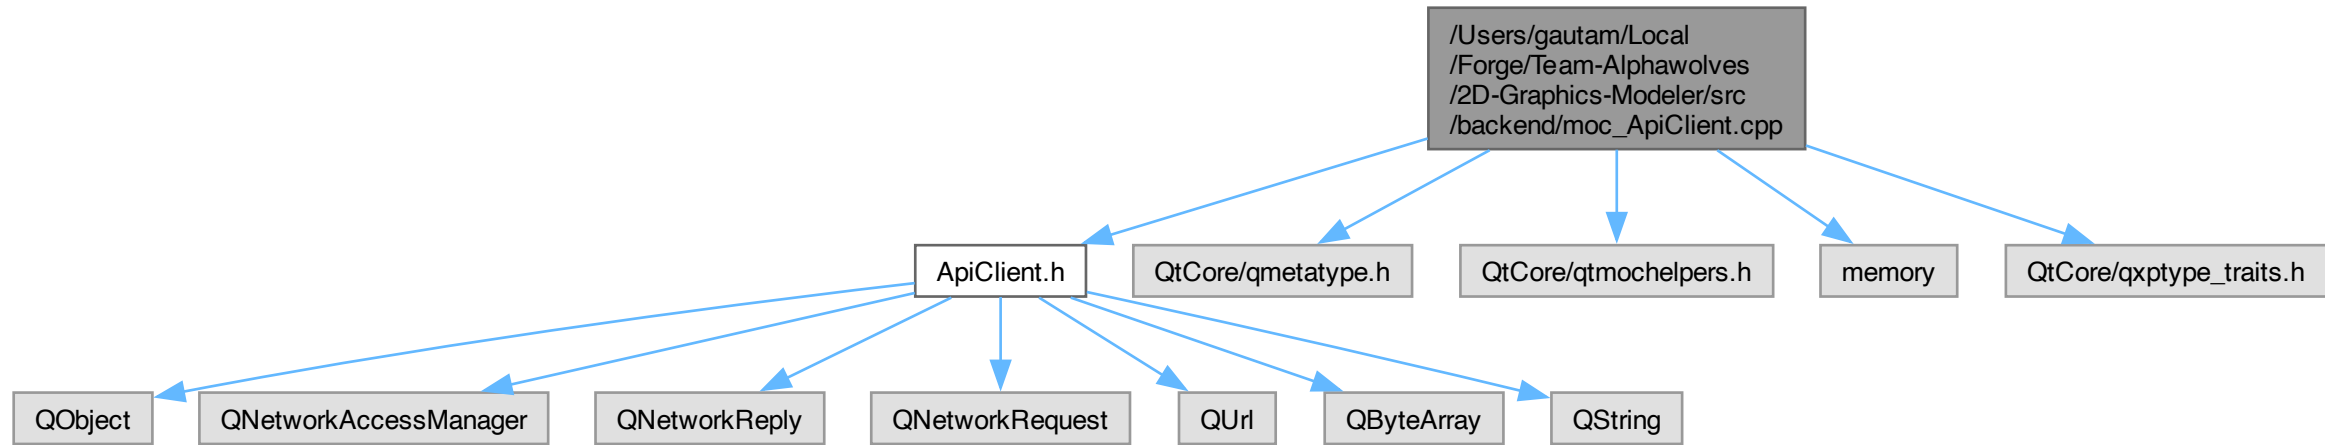 /Users/gautam/Local
/Forge/Team-Alphawolves
/2D-Graphics-Modeler/src
/backend/moc_ApiClient.cpp
ApiClient.h
QtCore/qmetatype.h
QtCore/qtmochelpers.h
memory
QtCore/qxptype_traits.h
QObject
QNetworkAccessManager
QNetworkReply
QNetworkRequest
QUrl
QByteArray
QString